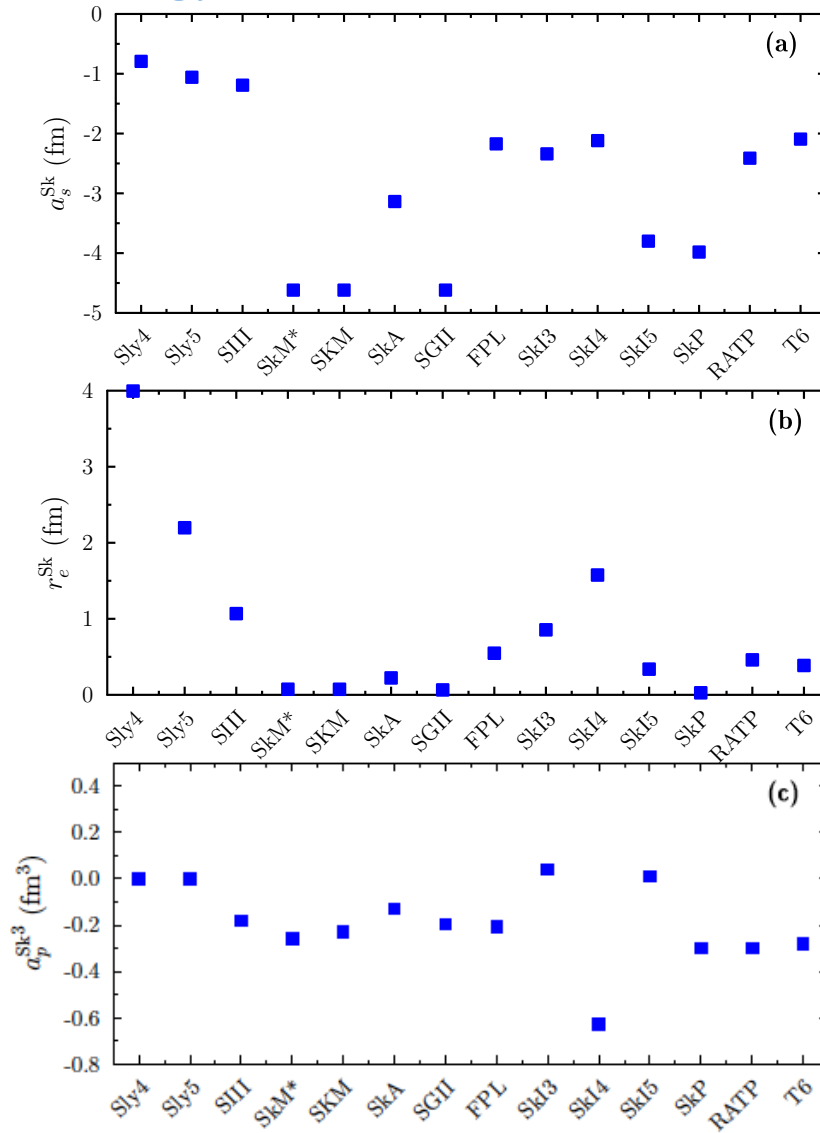 (a)
0
-1
-2
-3
-4
-5
a_s^Sk (fm)
Sly4 Sly5 SIII SkM* SKM SkA SGII FPL SkI3 SkI4 SkI5 SkP RATP T6
(b)
4
3
2
1
0
r_e^Sk (fm)
Sly4 Sly5 SIII SkM* SKM SkA SGII FPL SkI3 SkI4 SkI5 SkP RATP T6
(c)
0.4
0.2
0.0
-0.2
-0.4
-0.6
-0.8
a_p^Sk^3 (fm^3)
Sly4 Sly5 SIII SkM* SKM SkA SGII FPL SkI3 SkI4 SkI5 SkP RATP T6